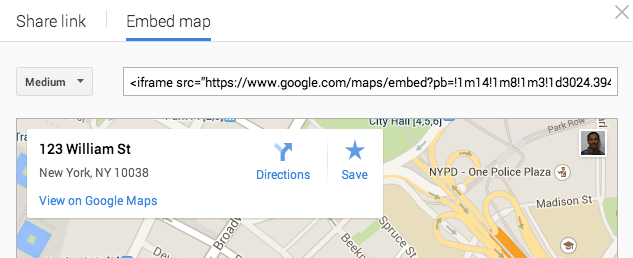 Share link
Embed map
Medium
<iframe src="https://www.google.com/maps/embed?pb=!1m14!1m8!1m3!1d3024.394
City Hall [4,5,6]
Park Row
123 William St
New York, NY 10038
Directions
Save
View on Google Maps
NYPD - One Police Plaza
Madison St
Spruce St
Broadw
Beekm